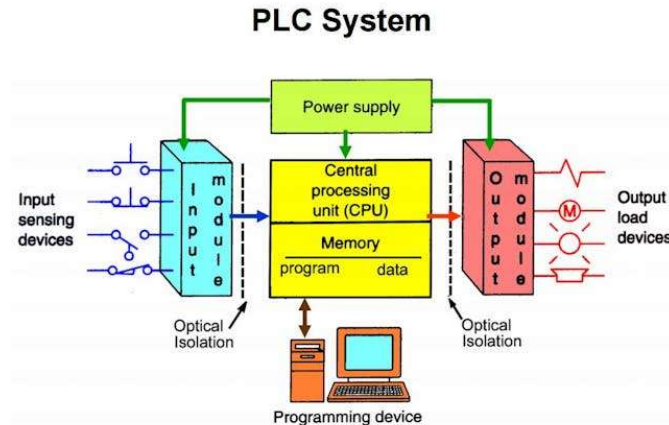 PLC System
Power supply
Input
module
Central
processing
unit (CPU)
Output
module
Input
sensing
devices
Output
load
devices
M
Memory
program data
Optical
Isolation
Optical
Isolation
Programming device